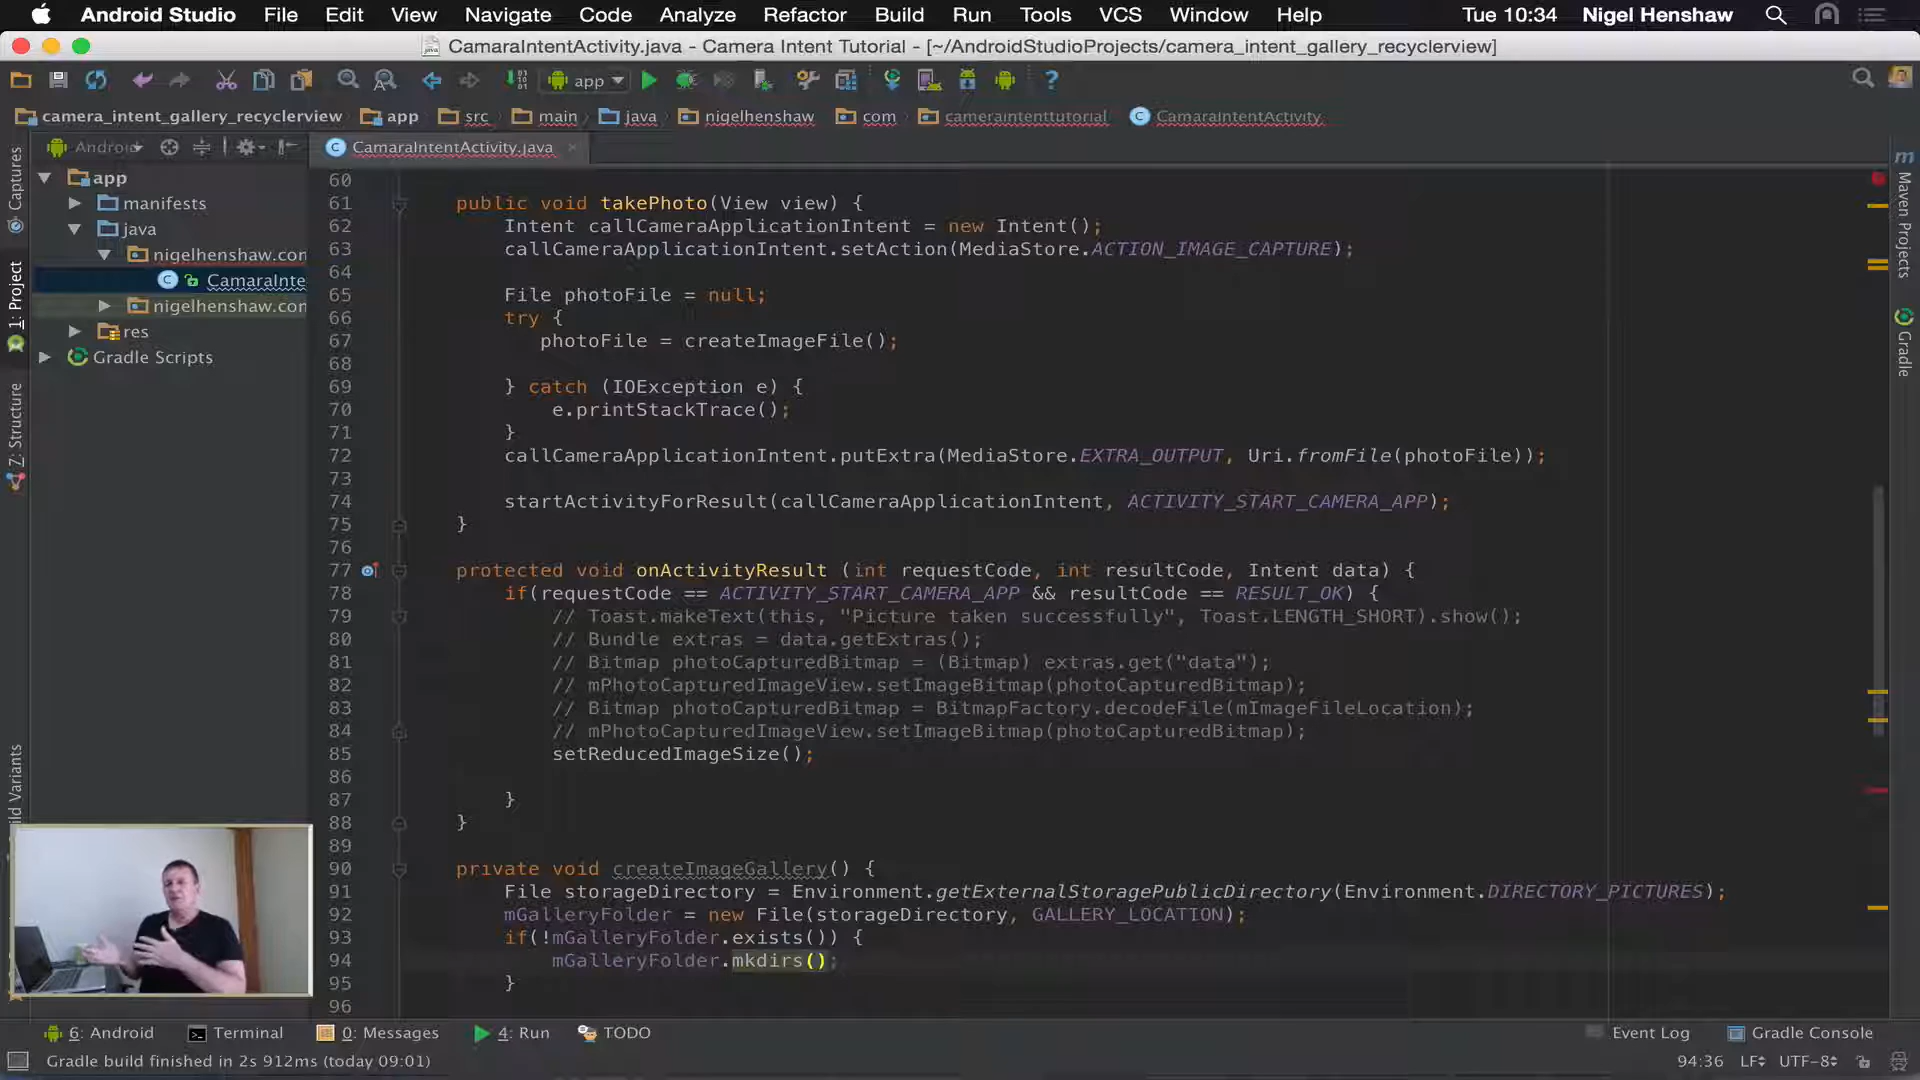 Android Studio File Edit View Navigate Code Analyze Refactor Build Run Tools VCS Window Help Tue 10:34 Nigel Henshaw
CamaraIntentActivity.java - Camera Intent Tutorial - [~/AndroidStudioProjects/camera_intent_gallery_recyclerview]
app
camera_intent_gallery_recyclerview app src main java nigelhenshaw com cameraintenttutorial CamaraIntentActivity
Android CamaraIntentActivity.java
Captures
1: Project
7: Structure
Build Variants
app
manifests
java
nigelhenshaw.com
CamaraInte
nigelhenshaw.com
res
Gradle Scripts
60
61 public void takePhoto(View view) {
62 Intent callCameraApplicationIntent = new Intent();
63 callCameraApplicationIntent.setAction(MediaStore.ACTION_IMAGE_CAPTURE);
64
65 File photoFile = null;
66 try {
67 photoFile = createImageFile();
68
69 } catch (IOException e) {
70 e.printStackTrace();
71 }
72 callCameraApplicationIntent.putExtra(MediaStore.EXTRA_OUTPUT, Uri.fromFile(photoFile));
73
74 startActivityForResult(callCameraApplicationIntent, ACTIVITY_START_CAMERA_APP);
75 }
76
77 protected void onActivityResult (int requestCode, int resultCode, Intent data) {
78 if(requestCode == ACTIVITY_START_CAMERA_APP && resultCode == RESULT_OK) {
79 // Toast.makeText(this, "Picture taken successfully", Toast.LENGTH_SHORT).show();
80 // Bundle extras = data.getExtras();
81 // Bitmap photoCapturedBitmap = (Bitmap) extras.get("data");
82 // mPhotoCapturedImageView.setImageBitmap(photoCapturedBitmap);
83 // Bitmap photoCapturedBitmap = BitmapFactory.decodeFile(mImageFileLocation);
84 // mPhotoCapturedImageView.setImageBitmap(photoCapturedBitmap);
85 setReducedImageSize();
86
87 }
88 }
89
90 private void createImageGallery() {
91 File storageDirectory = Environment.getExternalStoragePublicDirectory(Environment.DIRECTORY_PICTURES);
92 mGalleryFolder = new File(storageDirectory, GALLERY_LOCATION);
93 if(!mGalleryFolder.exists()) {
94 mGalleryFolder.mkdirs();
95 }
96
Maven Projects
Gradle
6: Android Terminal 0: Messages 4: Run TODO Event Log Gradle Console
Gradle build finished in 2s 912ms (today 09:01) 94:36 LF UTF-8